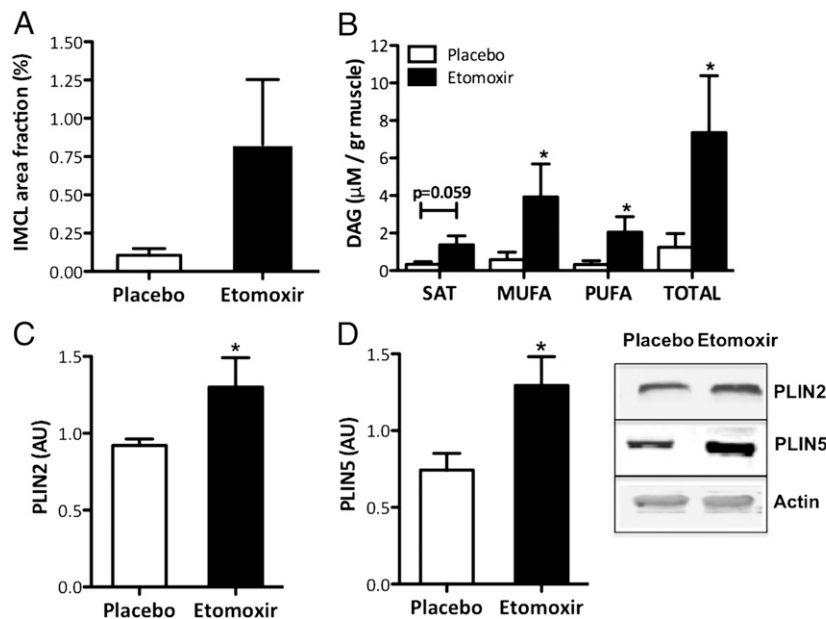 A
IMCL area fraction (%)
1.50
1.25
1.00
0.75
0.50
0.25
0.00
Placebo
Etomoxir
B
DAG (μM / gr muscle)
12
10
8
6
4
2
0
Placebo
Etomoxir
p=0.059
*
*
*
SAT
MUFA
PUFA
TOTAL
C
PLIN2 (AU)
1.5
1.0
0.5
0.0
*
Placebo
Etomoxir
D
PLIN5 (AU)
1.5
1.0
0.5
0.0
*
Placebo
Etomoxir
Placebo Etomoxir
PLIN2
PLIN5
Actin